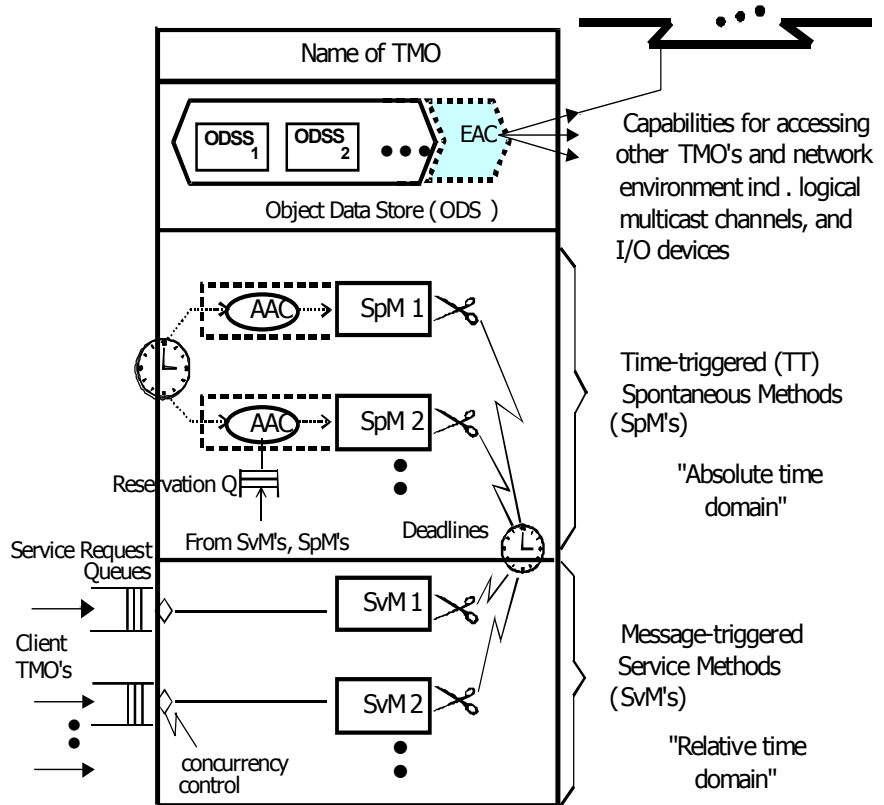 Name of TMO
ODSS 1
ODSS 2
EAC
Object Data Store ( ODS )
Capabilities for accessing
other TMO's and network
environment incl . logical
multicast channels, and
I/O devices
AAC
SpM 1
AAC
SpM 2
Reservation Q
From SvM's, SpM's
Deadlines
Time-triggered (TT)
Spontaneous Methods
(SpM's)
"Absolute time
domain"
Service Request
Queues
Client
TMO's
SvM 1
SvM 2
concurrency
control
Message-triggered
Service Methods
(SvM's)
"Relative time
domain"